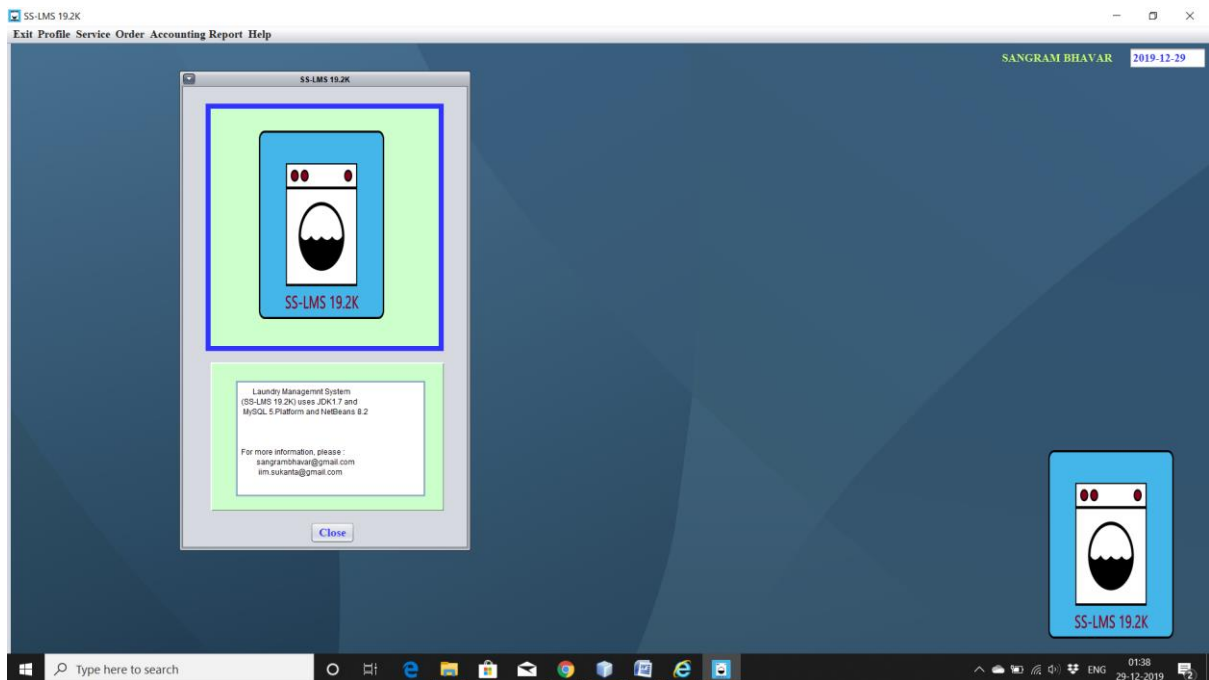 SS-LMS 19.2K
Exit Profile Service Order Accounting Report Help
SANGRAM BHAVAR
2019-12-29
SS-LMS 19.2K
SS-LMS 19.2K
Laundry Managemnt System
(SS-LMS 19.2K) uses JDK1.7 and
MySQL 5.Platform and NetBeans 8.2
For more information, please :
sangrambhavar@gmail.com
iim.sukanta@gmail.com
Close
SS-LMS 19.2K
Type here to search
ENG
01:38
29-12-2019
2